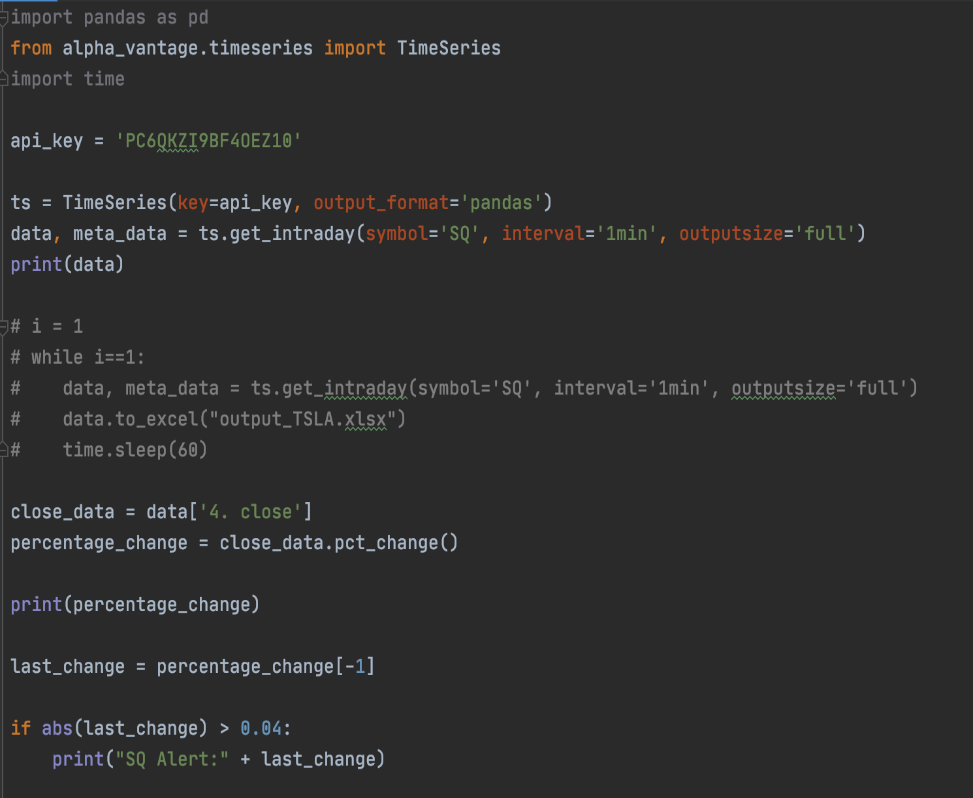 import pandas as pd
from alpha_vantage.timeseries import TimeSeries
import time
api_key = 'PC6QKZI9BF4OEZ10'
ts = TimeSeries(key=api_key, output_format='pandas')
data, meta_data = ts.get_intraday(symbol='SQ', interval='1min', outputsize='full')
print(data)
# i = 1
# while i==1:
#    data, meta_data = ts.get_intraday(symbol='SQ', interval='1min', outputsize='full')
#    data.to_excel("output_TSLA.xlsx")
#    time.sleep(60)
close_data = data['4. close']
percentage_change = close_data.pct_change()
print(percentage_change)
last_change = percentage_change[-1]
if abs(last_change) > 0.04:
    print("SQ Alert:" + last_change)